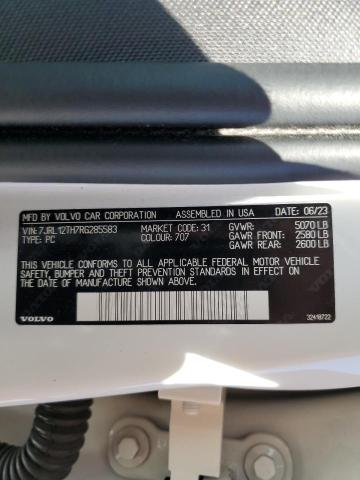 MFD BY VOLVO CAR CORPORATION ASSEMBLED IN USA DATE: 06/23
VIN:7JRL12TH7RG285583 MARKET CODE: 31 GVWR: 5070 LB
TYPE: PC COLOUR: 707 GAWR FRONT: 2580 LB
GAWR REAR: 2600 LB
THIS VEHICLE CONFORMS TO ALL APPLICABLE FEDERAL MOTOR VEHICLE
SAFETY, BUMPER AND THEFT PREVENTION STANDARDS IN EFFECT ON
THE DATE OF MANUFACTURE SHOWN ABOVE.
VOLVO 32418722